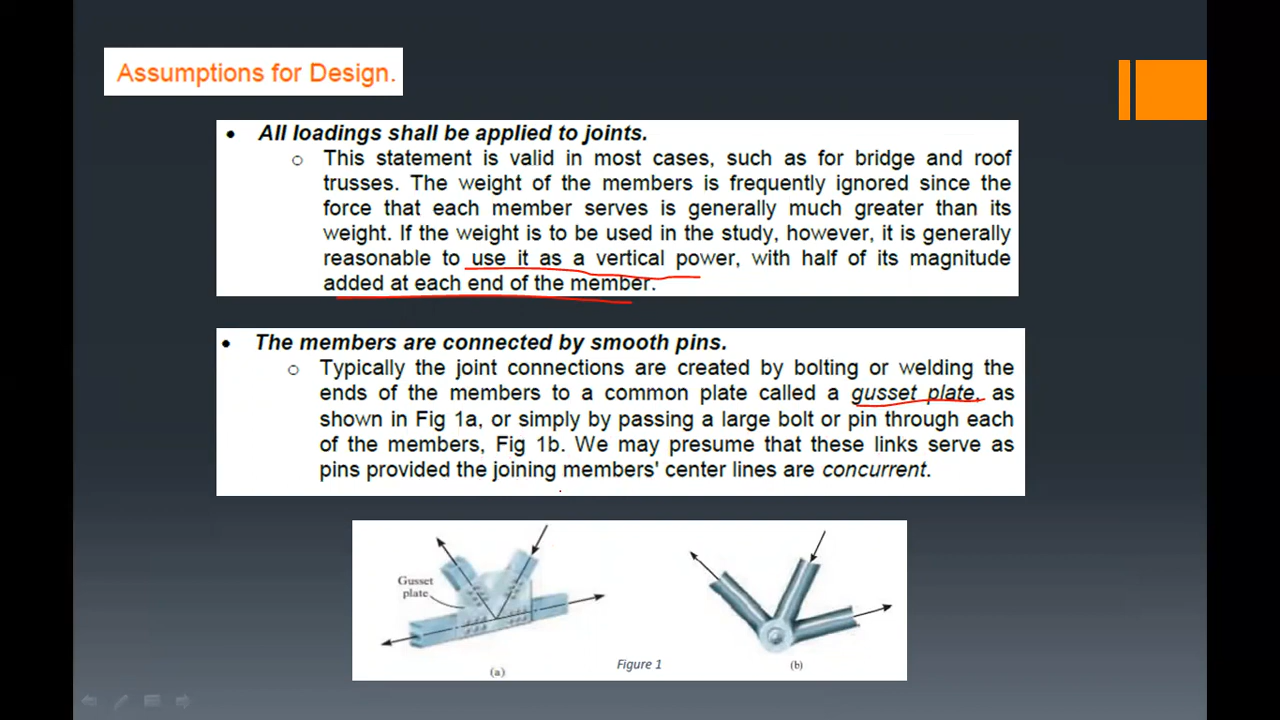 Assumptions for Design.
• All loadings shall be applied to joints.
○ This statement is valid in most cases, such as for bridge and roof
trusses. The weight of the members is frequently ignored since the
force that each member serves is generally much greater than its
weight. If the weight is to be used in the study, however, it is generally
reasonable to use it as a vertical power, with half of its magnitude
added at each end of the member.
• The members are connected by smooth pins.
○ Typically the joint connections are created by bolting or welding the
ends of the members to a common plate called a gusset plate, as
shown in Fig 1a, or simply by passing a large bolt or pin through each
of the members, Fig 1b. We may presume that these links serve as
pins provided the joining members' center lines are concurrent.
Gusset
plate
(a)
Figure 1
(b)